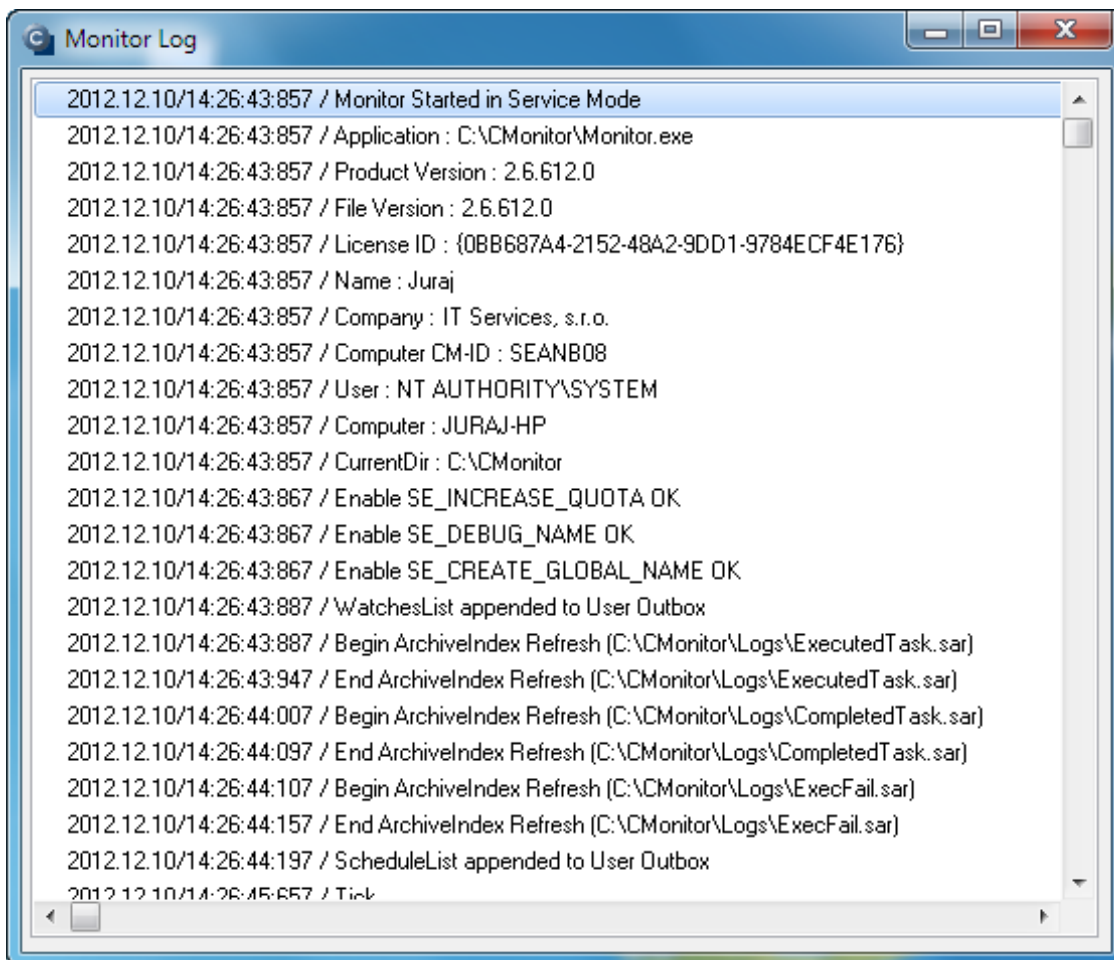 Monitor Log
2012.12.10/14:26:43:857 / Monitor Started in Service Mode
2012.12.10/14:26:43:857 / Application : C:\CMonitor\Monitor.exe
2012.12.10/14:26:43:857 / Product Version : 2.6.612.0
2012.12.10/14:26:43:857 / File Version : 2.6.612.0
2012.12.10/14:26:43:857 / License ID : {0BB687A4-2152-48A2-9DD1-9784ECF4E176}
2012.12.10/14:26:43:857 / Name : Juraj
2012.12.10/14:26:43:857 / Company : IT Services, s.r.o.
2012.12.10/14:26:43:857 / Computer CM-ID : SEANB08
2012.12.10/14:26:43:857 / User : NT AUTHORITY\SYSTEM
2012.12.10/14:26:43:857 / Computer : JURAJ-HP
2012.12.10/14:26:43:857 / CurrentDir : C:\CMonitor
2012.12.10/14:26:43:867 / Enable SE_INCREASE_QUOTA OK
2012.12.10/14:26:43:867 / Enable SE_DEBUG_NAME OK
2012.12.10/14:26:43:867 / Enable SE_CREATE_GLOBAL_NAME OK
2012.12.10/14:26:43:887 / WatchesList appended to User Outbox
2012.12.10/14:26:43:887 / Begin ArchiveIndex Refresh (C:\CMonitor\Logs\ExecutedTask.sar)
2012.12.10/14:26:43:947 / End ArchiveIndex Refresh (C:\CMonitor\Logs\ExecutedTask.sar)
2012.12.10/14:26:44:007 / Begin ArchiveIndex Refresh (C:\CMonitor\Logs\CompletedTask.sar)
2012.12.10/14:26:44:097 / End ArchiveIndex Refresh (C:\CMonitor\Logs\CompletedTask.sar)
2012.12.10/14:26:44:107 / Begin ArchiveIndex Refresh (C:\CMonitor\Logs\ExecFail.sar)
2012.12.10/14:26:44:157 / End ArchiveIndex Refresh (C:\CMonitor\Logs\ExecFail.sar)
2012.12.10/14:26:44:197 / ScheduleList appended to User Outbox
2012.12.10/14:26:45:657 / Tick